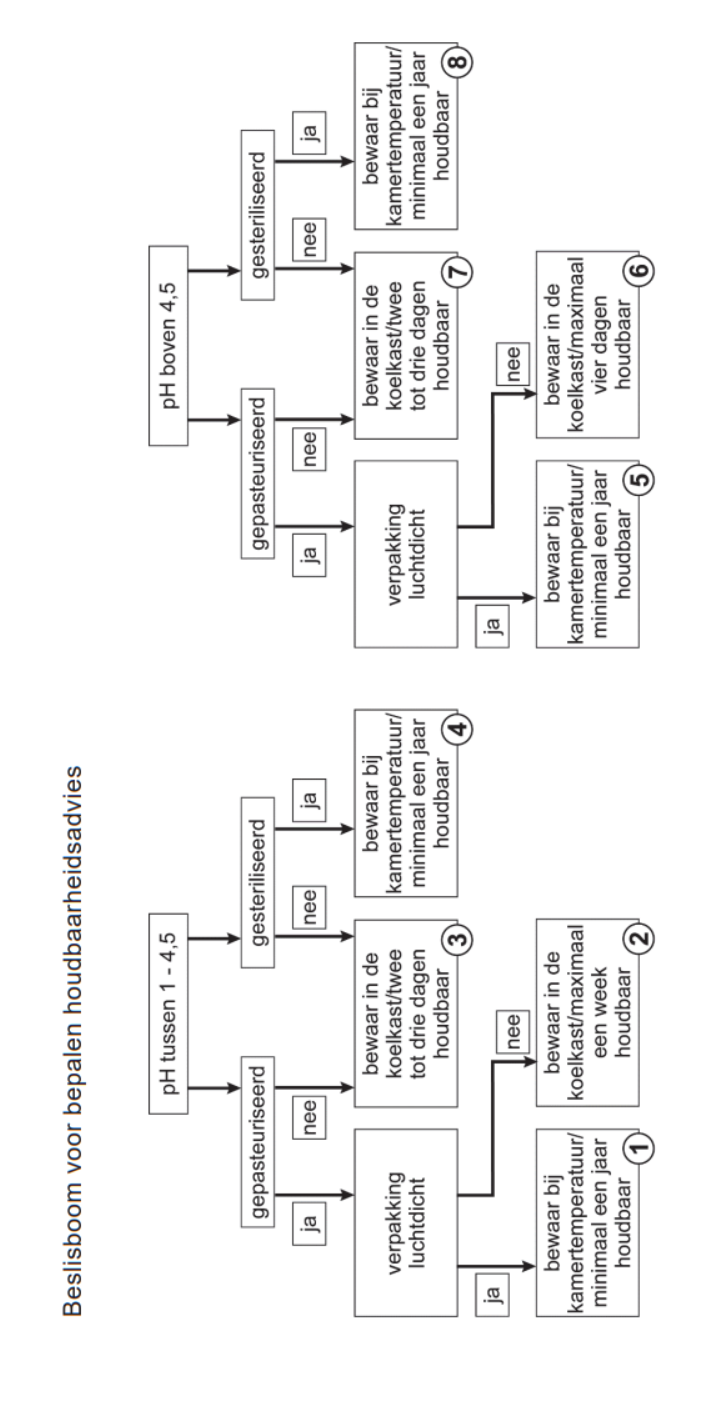 Beslisboom voor bepalen houdbaarheidsadvies
pH tussen 1 - 4,5
gepasteuriseerd
gesteriliseerd
ja
nee
nee
ja
verpakking
luchtdicht
bewaar in de
koelkast/twee
tot drie dagen
houdbaar
3
bewaar bij
kamertemperatuur/
minimaal een jaar
houdbaar
4
ja
nee
bewaar bij
kamertemperatuur/
minimaal een jaar
houdbaar
1
bewaar in de
koelkast/maximaal
een week
houdbaar
2
pH boven 4,5
gepasteuriseerd
gesteriliseerd
ja
nee
nee
ja
verpakking
luchtdicht
bewaar in de
koelkast/twee
tot drie dagen
houdbaar
7
bewaar bij
kamertemperatuur/
minimaal een jaar
houdbaar
8
ja
nee
bewaar bij
kamertemperatuur/
minimaal een jaar
houdbaar
5
bewaar in de
koelkast/maximaal
vier dagen
houdbaar
6